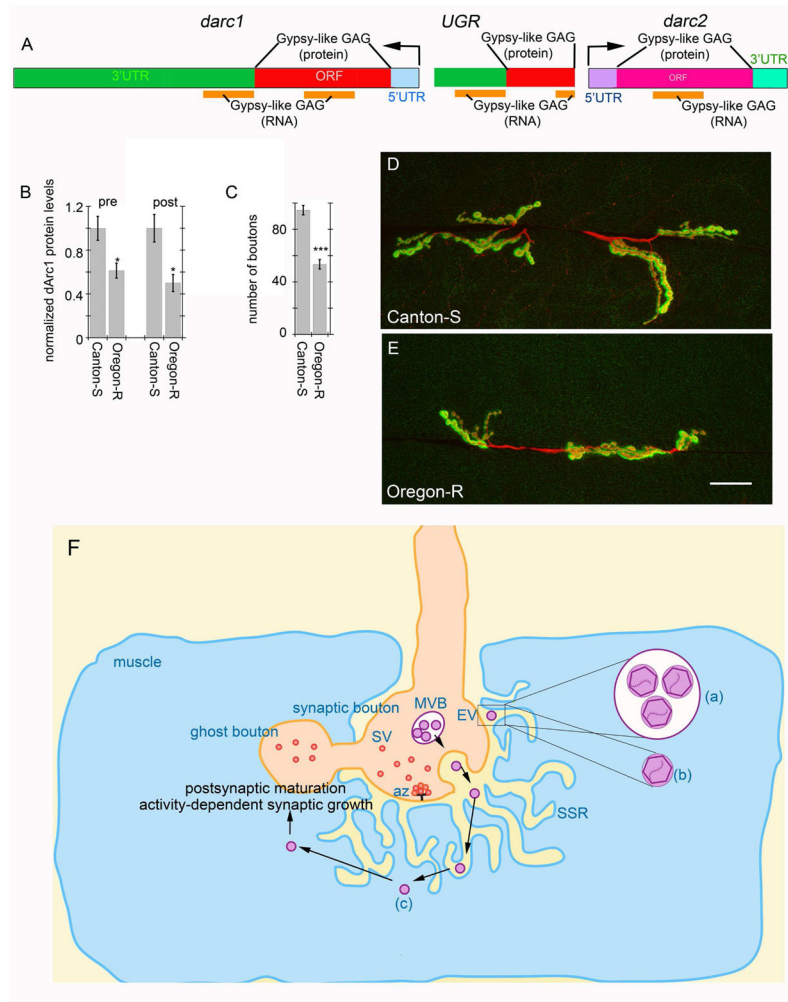 A
darc1
UGR
darc2
Gypsy-like GAG
(protein)
Gypsy-like GAG
(protein)
Gypsy-like GAG
(protein)
3'UTR
3'UTR
ORF
5'UTR
5'UTR
ORF
Gypsy-like GAG
(RNA)
Gypsy-like GAG
(RNA)
Gypsy-like GAG
(RNA)
B
pre
post
normalized dArc1 protein levels
1.2
0.8
0.4
0
*
*
Canton-S
Oregon-R
Canton-S
Oregon-R
C
number of boutons
80
40
0
***
Canton-S
Oregon-R
D
Canton-S
E
Oregon-R
F
muscle
synaptic bouton
MVB
EV
(a)
ghost bouton
SV
(b)
postsynaptic maturation
activity-dependent synaptic growth
az
SSR
(c)